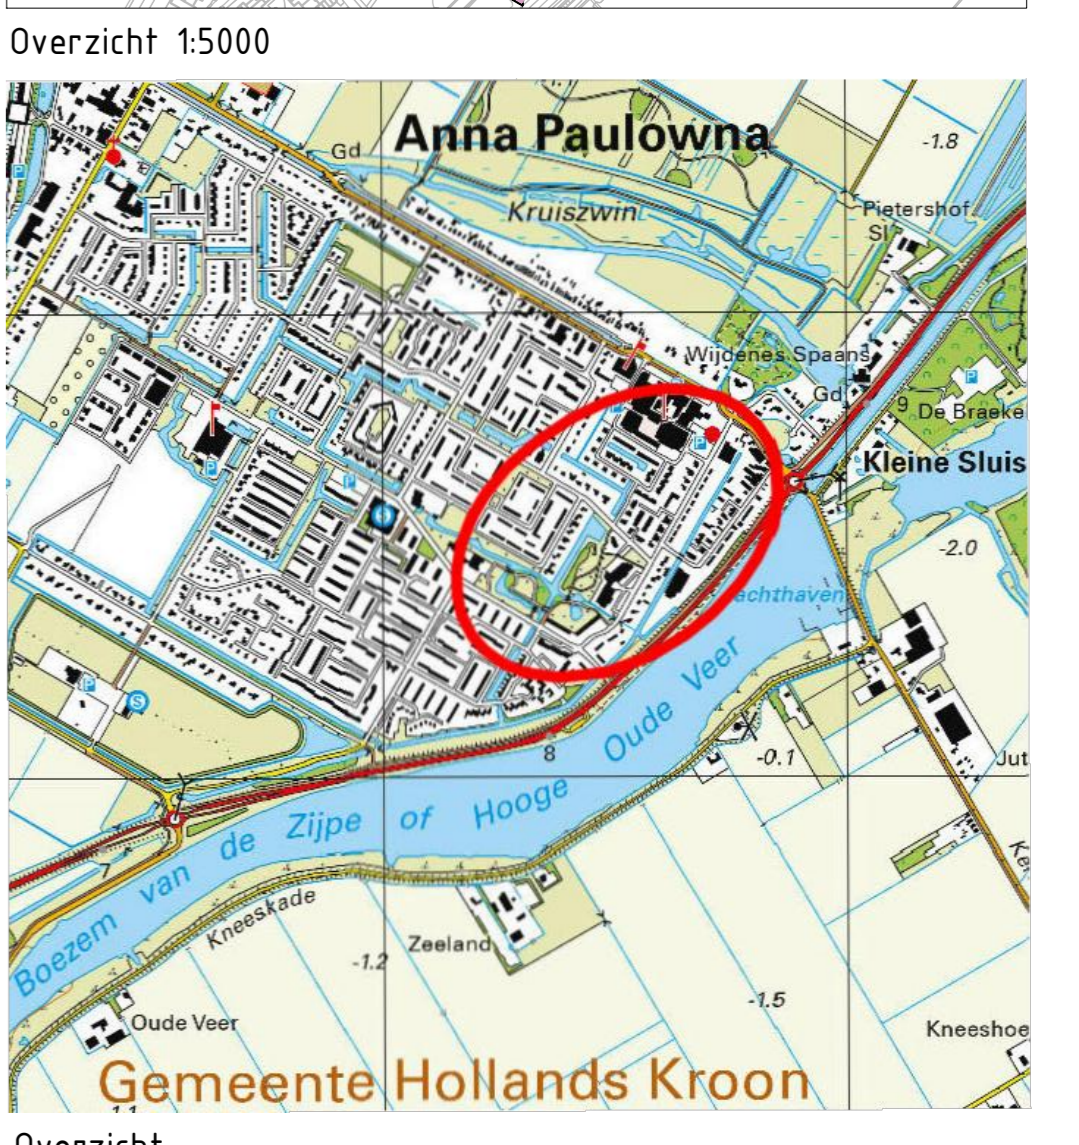 Overzicht 1:5000
Anna Paulowna
Gd
-1.8
Kruiszwin
Pietershof
Sl
Wijdenes Spaans
Gd
9
De Braeke
P
Kleine Sluis
-2.0
achthaven
Oude Veer
8
-0.1
Jut
S
Boezem van de Zijpe of Hooge
Kneeskade
Zeeland
-1.2
-1.5
Oude Veer
Kneeshoe
Gemeente Hollands Kroon
Overzicht